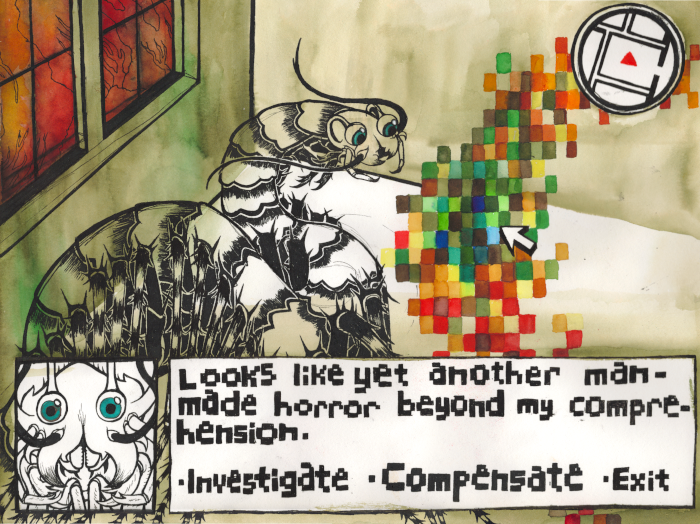 Looks like yet another man-
made horror beyond my compre-
hension.
·Investigate ·Compensate ·Exit